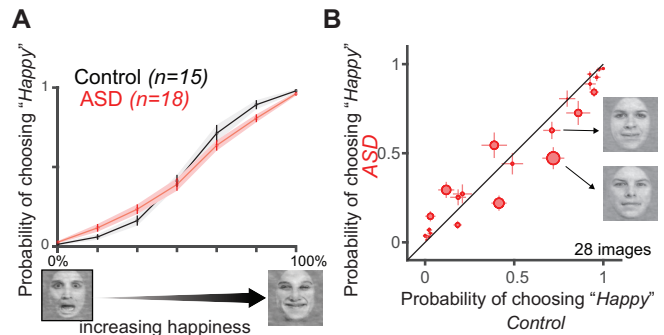 A
Control (n=15)
ASD (n=18)
Probability of choosing “Happy”
1
0
0%
100%
increasing happiness
B
Probability of choosing “Happy”
ASD
1
0.5
0
0
0.5
1
28 images
Probability of choosing “Happy”
Control